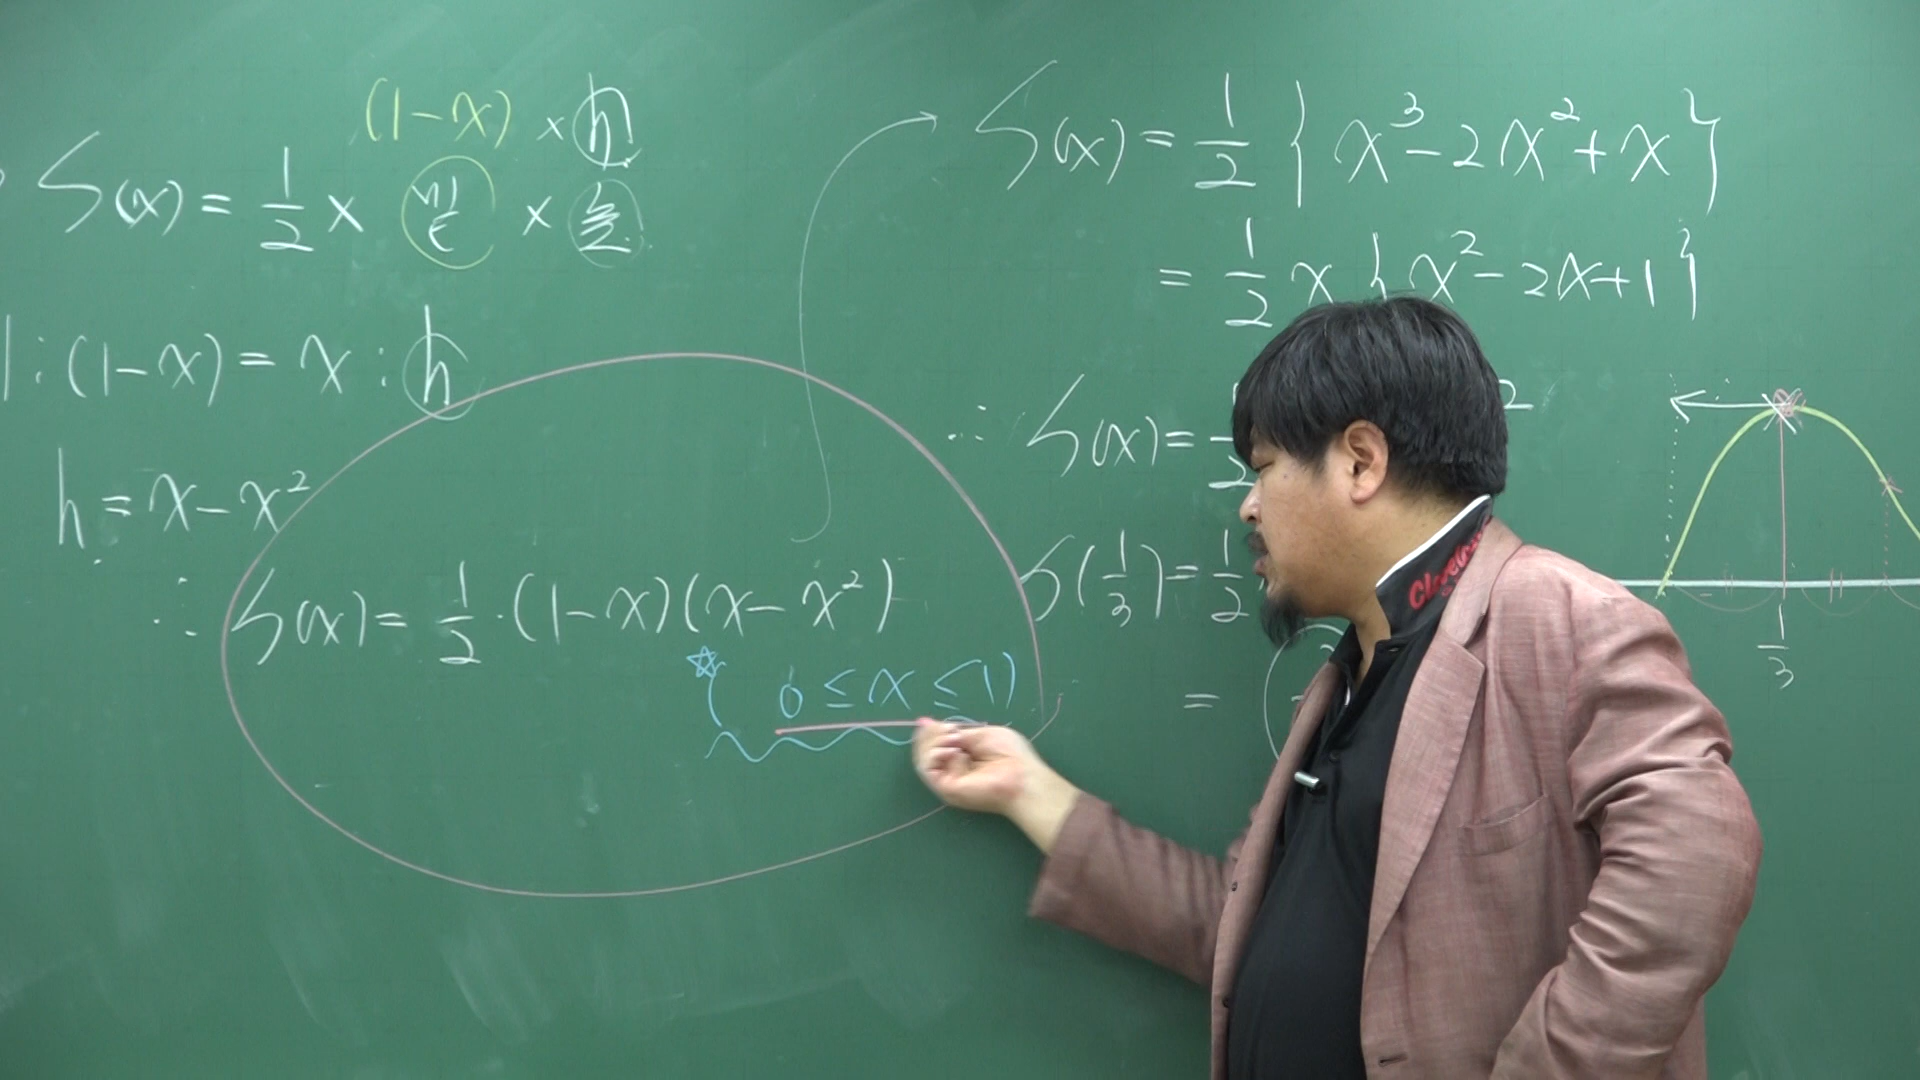 (1-x) × h
S(x) = 1/2 × 밑변 × 높이
1 : (1-x) = x : h
h = x - x²
∴ S(x) = 1/2 · (1-x)(x-x²)
☆ (0 ≤ x ≤ 1)
S(x) = 1/2 { x³ - 2x² + x }
= 1/2 x { x² - 2x + 1 }
∴ S(x) =
S(1/3) = 1/2
=
1/3